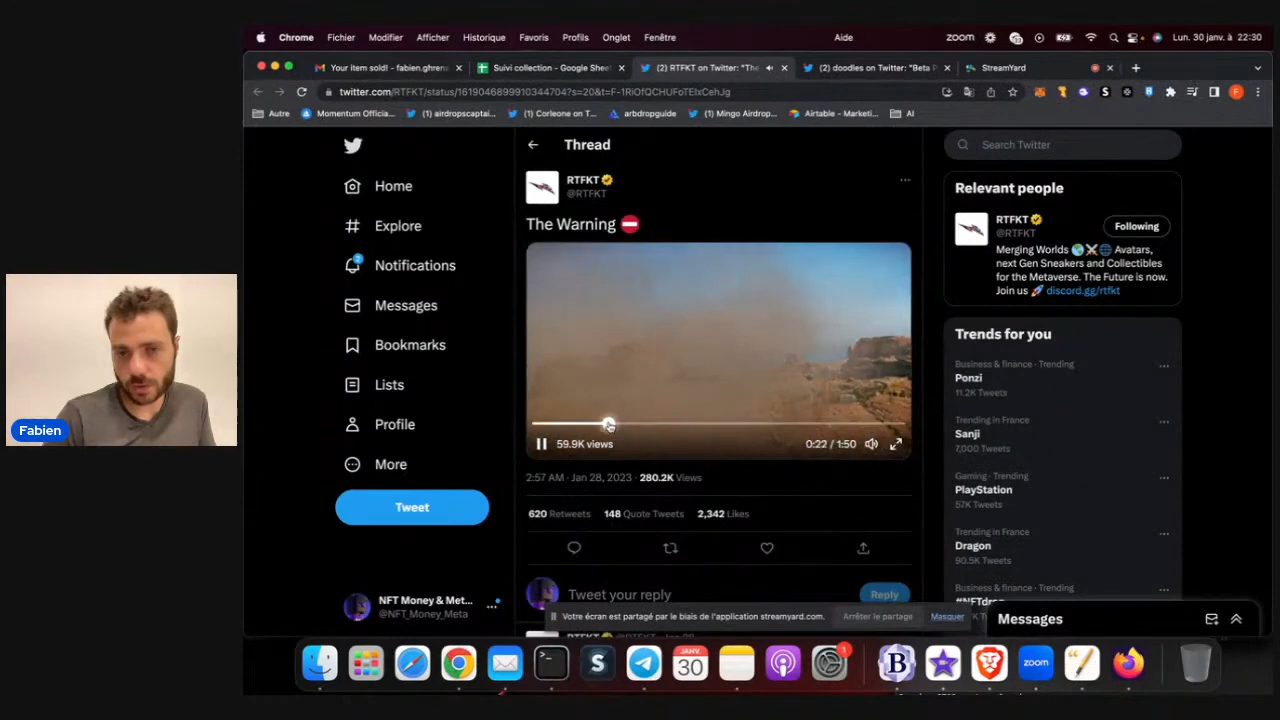 Chrome Fichier Modifier Afficher Historique Favoris Profils Onglet Fenêtre Aide zoom Lun. 30 janv. à 22:30
Your item sold! - fabien.ghrena
Suivi collection - Google Sheet
(2) RTFKT on Twitter: "The
(2) doodles on Twitter: "Beta P
StreamYard
twitter.com/RTFKT/status/1619046899910344704?s=20&t=F-1RiOfQCHUFoTElxCehJg
Autre
Momentum Officia...
(1) airdropscaptai...
(1) Corleone on T...
arbdropguide
(1) Mingo Airdrop...
Airtable - Marketi...
AI
Home
Explore
2
Notifications
Messages
Bookmarks
Lists
Profile
More
Tweet
NFT Money & Met...
@NFT_Money_Meta
Thread
RTFKT
@RTFKT
The Warning
59.9K views
0:22 / 1:50
2:57 AM · Jan 28, 2023 · 280.2K Views
620 Retweets 148 Quote Tweets 2,342 Likes
Tweet your reply
Reply
Votre écran est partagé par le biais de l'application streamyard.com.
Arrêter le partage
Masquer
Search Twitter
Relevant people
RTFKT
@RTFKT
Following
Merging Worlds Avatars,
next Gen Sneakers and Collectibles
for the Metaverse. The Future is now.
Join us discord.gg/rtfkt
Trends for you
Business & finance · Trending
Ponzi
11.2K Tweets
Trending in France
Sanji
7,000 Tweets
Gaming · Trending
PlayStation
57K Tweets
Trending in France
Dragon
90.5K Tweets
Business & finance · Trending
Messages
Fabien
JANV.
30
1
zoom